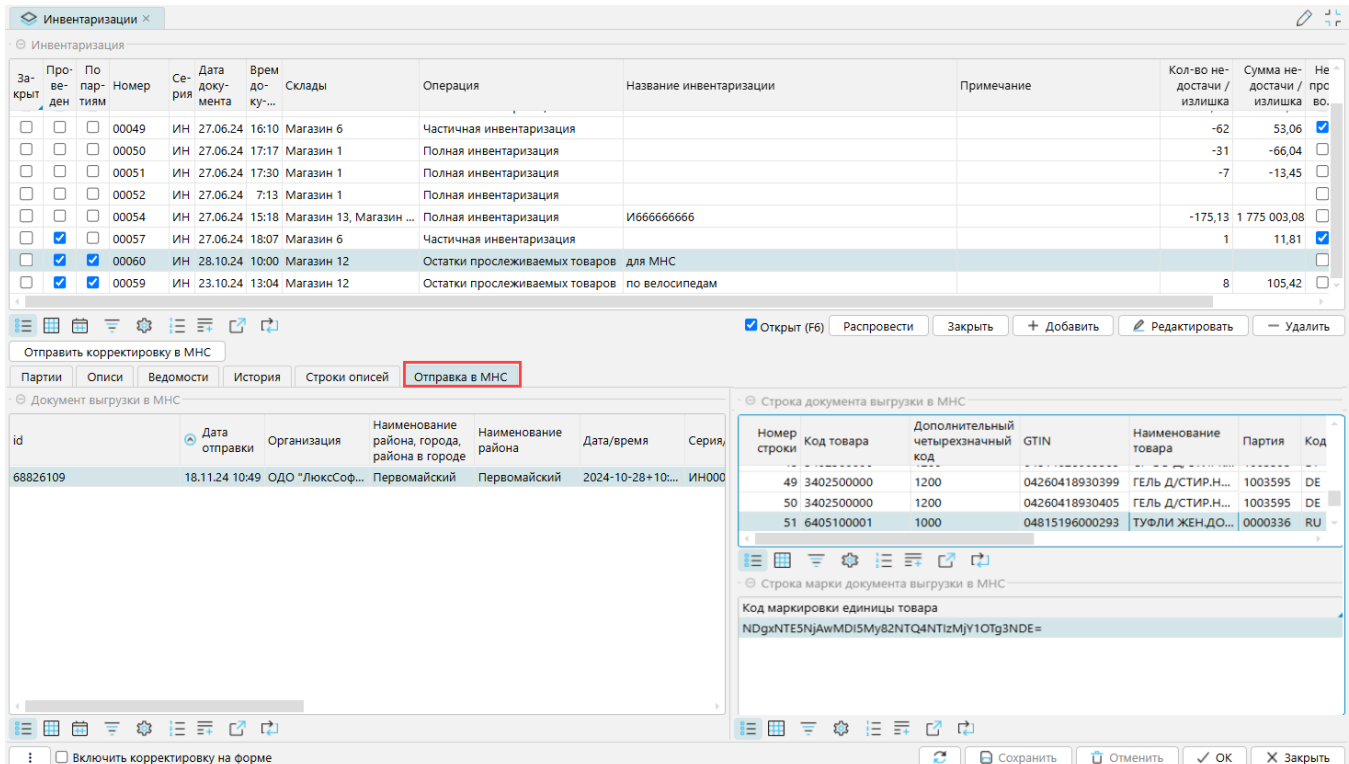 Инвентаризации ×
Инвентаризация
За-крыт Про-ве-ден По пар-тиям Номер Се-рия Дата доку-мента Врем до-ку-... Склады Операция Название инвентаризации Примечание Кол-во не-достачи / излишка Сумма не-достачи / излишка Не про во.
00049 ИН 27.06.24 16:10 Магазин 6 Частичная инвентаризация -62 53,06
00050 ИН 27.06.24 17:17 Магазин 1 Полная инвентаризация -31 -66,04
00051 ИН 27.06.24 17:30 Магазин 1 Полная инвентаризация -7 -13,45
00052 ИН 27.06.24 7:13 Магазин 1 Полная инвентаризация
00054 ИН 27.06.24 15:18 Магазин 13, Магазин ... Полная инвентаризация И666666666 -175,13 1 775 003,08
00057 ИН 27.06.24 18:07 Магазин 6 Частичная инвентаризация 1 11,81
00060 ИН 28.10.24 10:00 Магазин 12 Остатки прослеживаемых товаров для МНС
00059 ИН 23.10.24 13:04 Магазин 12 Остатки прослеживаемых товаров по велосипедам 8 105,42
Открыт (F6) Распровести Закрыть + Добавить Редактировать — Удалить
Отправить корректировку в МНС
Партии Описи Ведомости История Строки описей Отправка в МНС
Документ выгрузки в МНС
id Дата отправки Организация Наименование района, города, района в городе Наименование района Дата/время Серия/
68826109 18.11.24 10:49 ОДО "ЛюксСоф... Первомайский Первомайский 2024-10-28+10:... ИН000
Строка документа выгрузки в МНС
Номер строки Код товара Дополнительный четырехзначный код GTIN Наименование товара Партия Код
49 3402500000 1200 04260418930399 ГЕЛЬ Д/СТИР.Н... 1003595 DE
50 3402500000 1200 04260418930405 ГЕЛЬ Д/СТИР.Н... 1003595 DE
51 6405100001 1000 04815196000293 ТУФЛИ ЖЕН.ДО... 0000336 RU
Строка марки документа выгрузки в МНС
Код маркировки единицы товара
NDgxNTE5NjAwMDI5My82NTQ4NTIzMjY1OTg3NDE=
Включить корректировку на форме Сохранить Отменить OK Закрыть